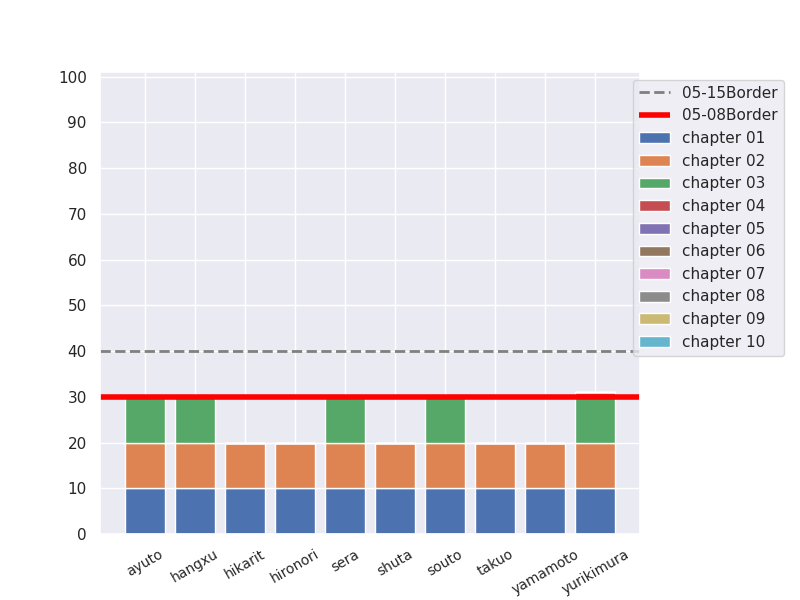 100
90
80
70
60
50
40
30
20
10
0
ayuto
hangxu
hikarit
hironori
sera
shuta
souto
takuo
yamamoto
yurikimura
05-15Border
05-08Border
chapter 01
chapter 02
chapter 03
chapter 04
chapter 05
chapter 06
chapter 07
chapter 08
chapter 09
chapter 10